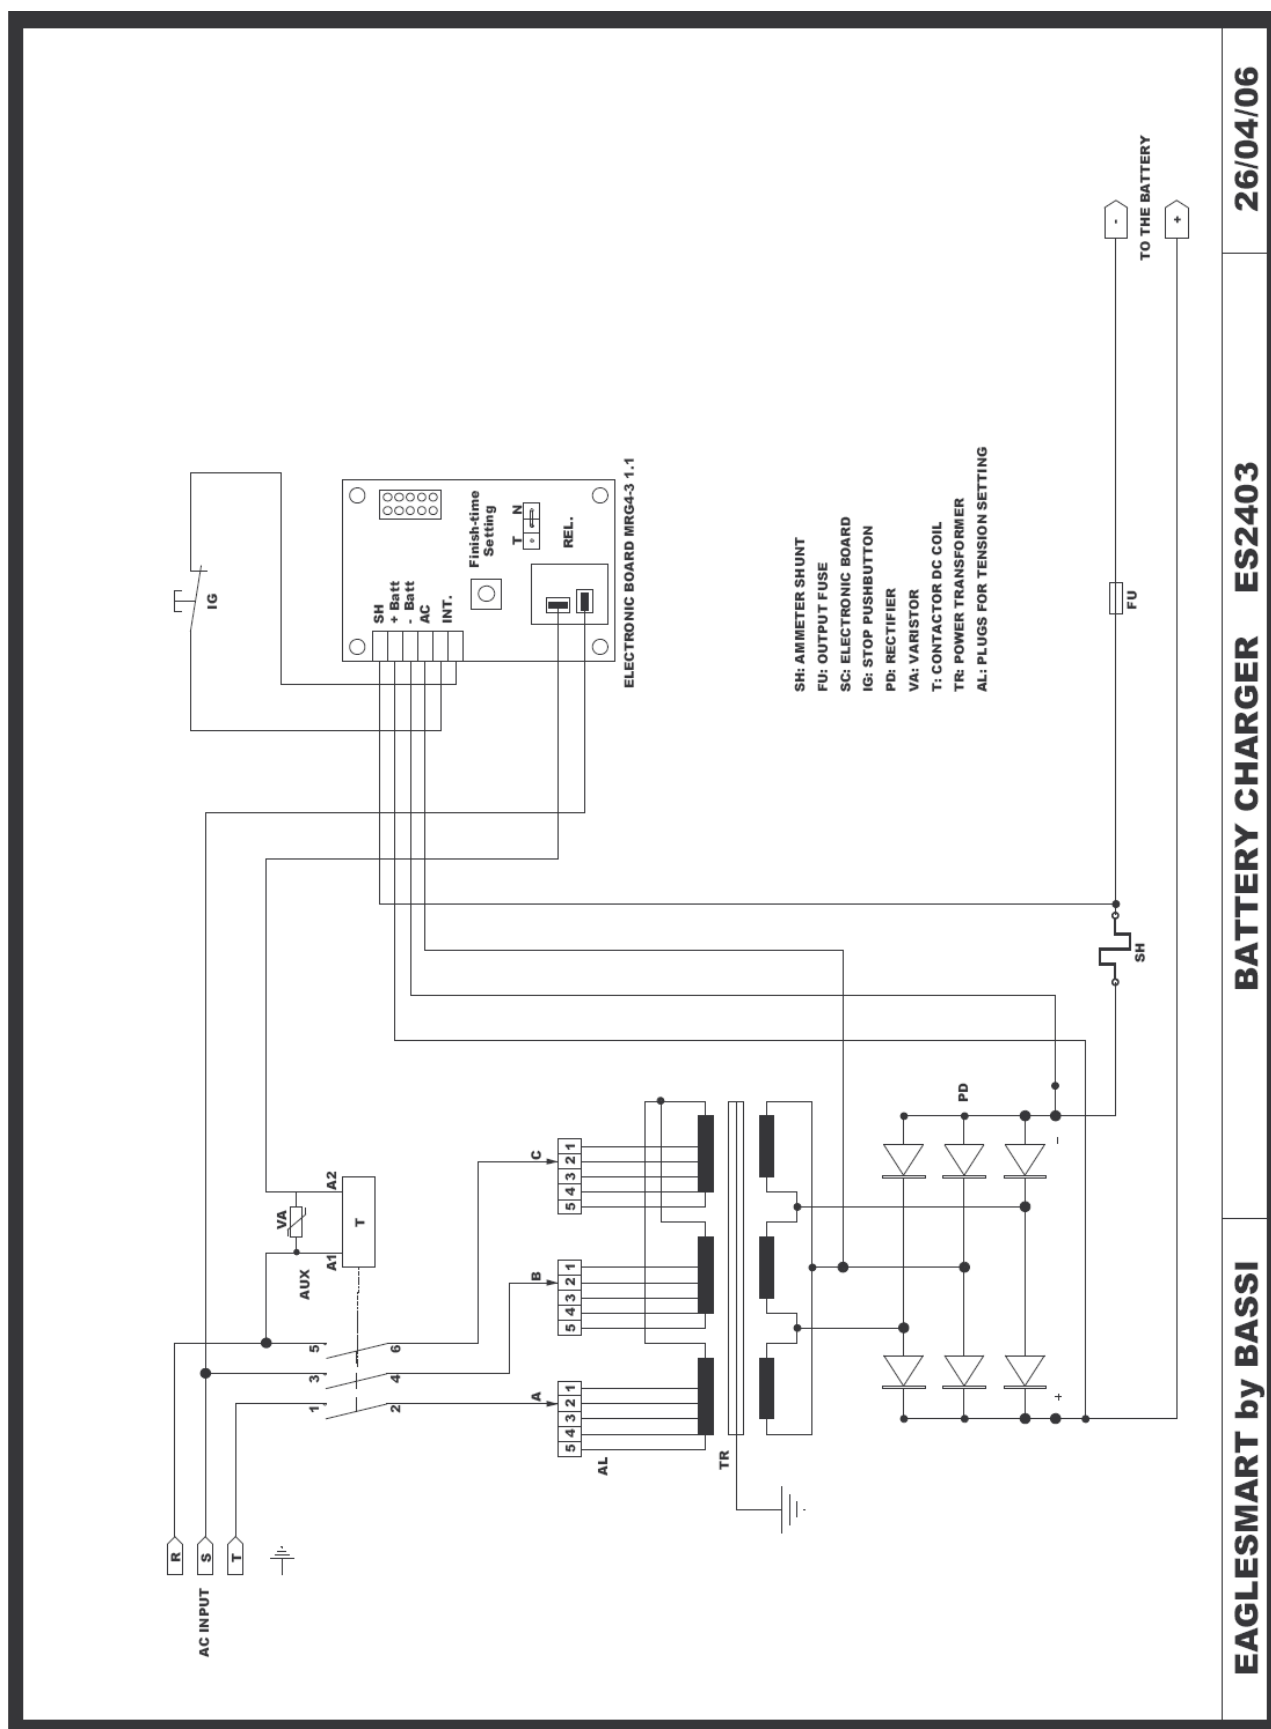 AC INPUT
R
S
T
1
3
5
2
4
6
AUX
A1
A2
VA
T
IG
SH
+ Batt
- Batt
AC
INT.
Finish-time
Setting
T N
REL.
ELECTRONIC BOARD MRG4-3 1.1
A
B
C
5 4 3 2 1
5 4 3 2 1
5 4 3 2 1
AL
TR
PD
+
-
SH
FU
SH: AMMETER SHUNT
FU: OUTPUT FUSE
SC: ELECTRONIC BOARD
IG: STOP PUSHBUTTON
PD: RECTIFIER
VA: VARISTOR
T: CONTACTOR DC COIL
TR: POWER TRANSFORMER
AL: PLUGS FOR TENSION SETTING
-
TO THE BATTERY
+
EAGLESMART by BASSI
BATTERY CHARGER ES2403
26/04/06